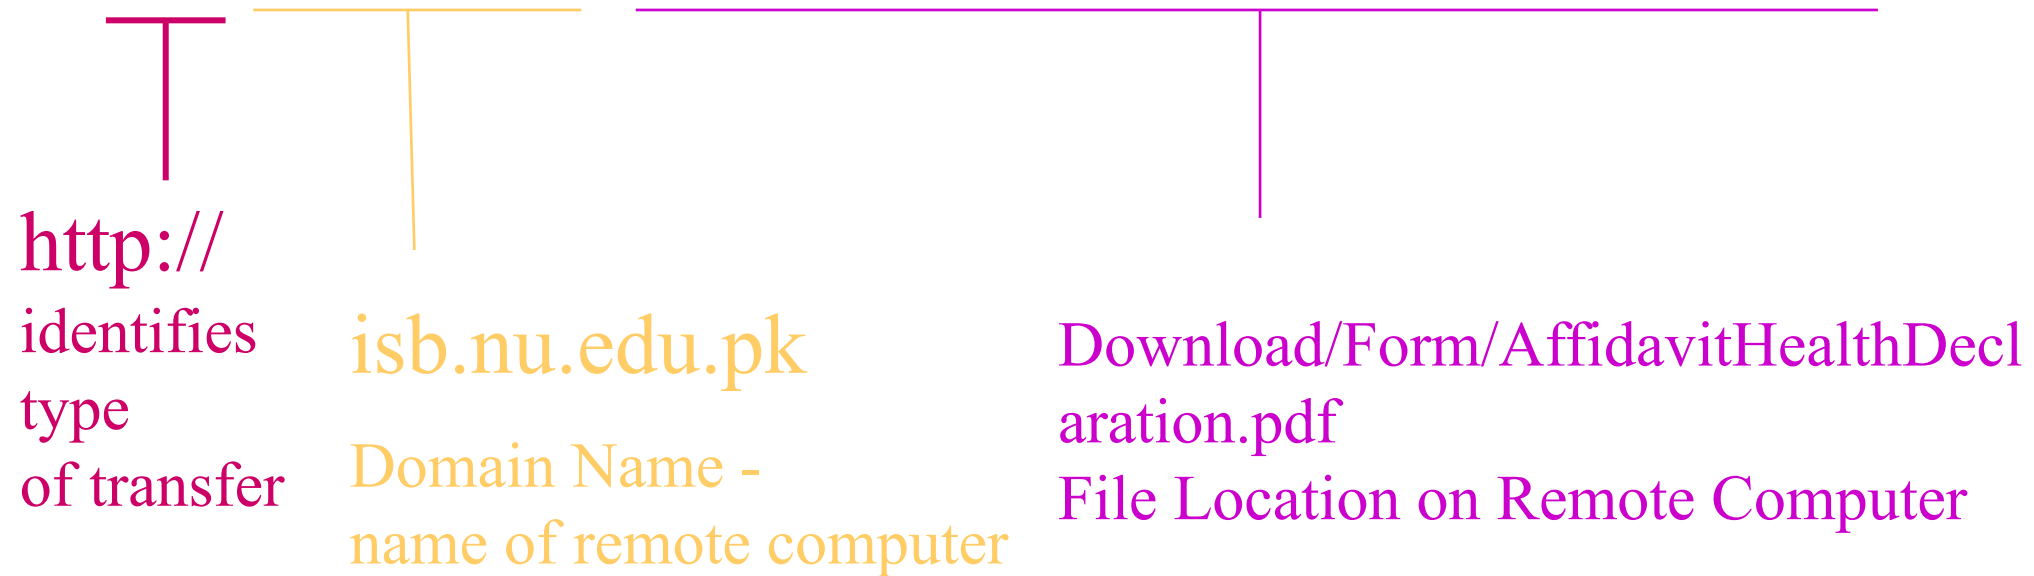 http://
identifies
type
of transfer
isb.nu.edu.pk
Domain Name -
name of remote computer
Download/Form/AffidavitHealthDecl
aration.pdf
File Location on Remote Computer